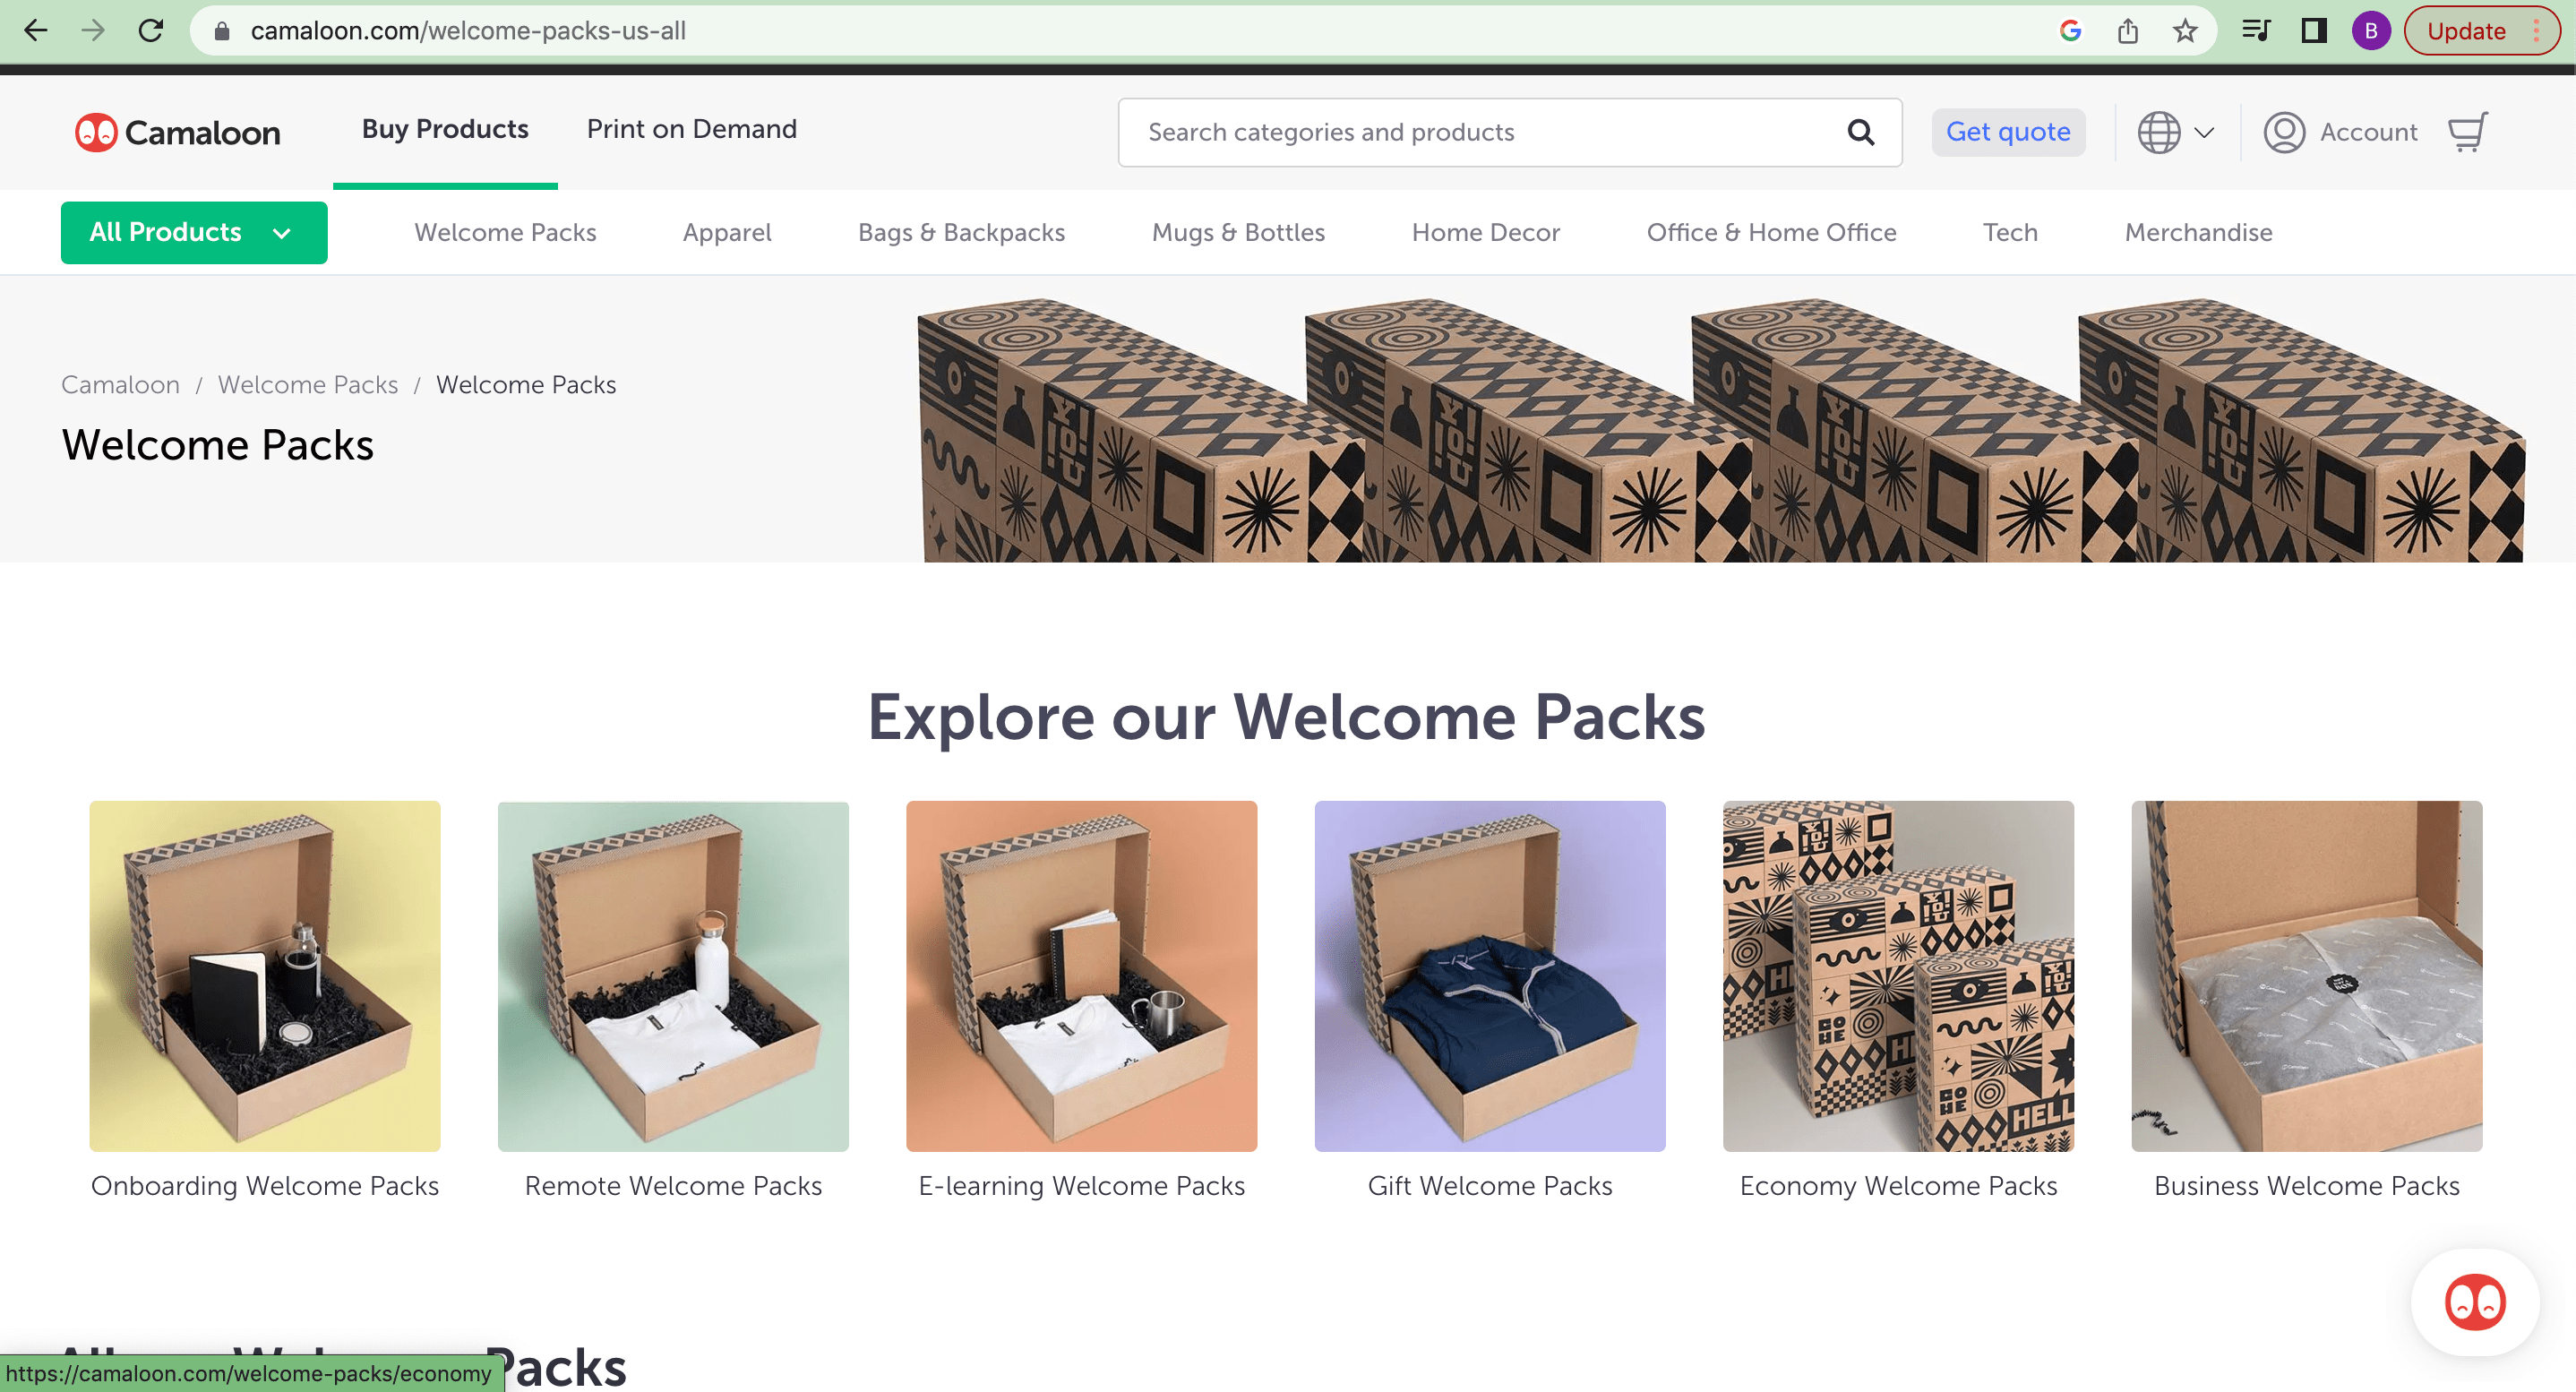 camaloon.com/welcome-packs-us-all
B
Update
Camaloon
Buy Products
Print on Demand
Search categories and products
Get quote
Account
All Products
Welcome Packs
Apparel
Bags & Backpacks
Mugs & Bottles
Home Decor
Office & Home Office
Tech
Merchandise
Camaloon / Welcome Packs / Welcome Packs
Welcome Packs
Explore our Welcome Packs
Onboarding Welcome Packs
Remote Welcome Packs
E-learning Welcome Packs
Gift Welcome Packs
Economy Welcome Packs
Business Welcome Packs
Packs
https://camaloon.com/welcome-packs/economy